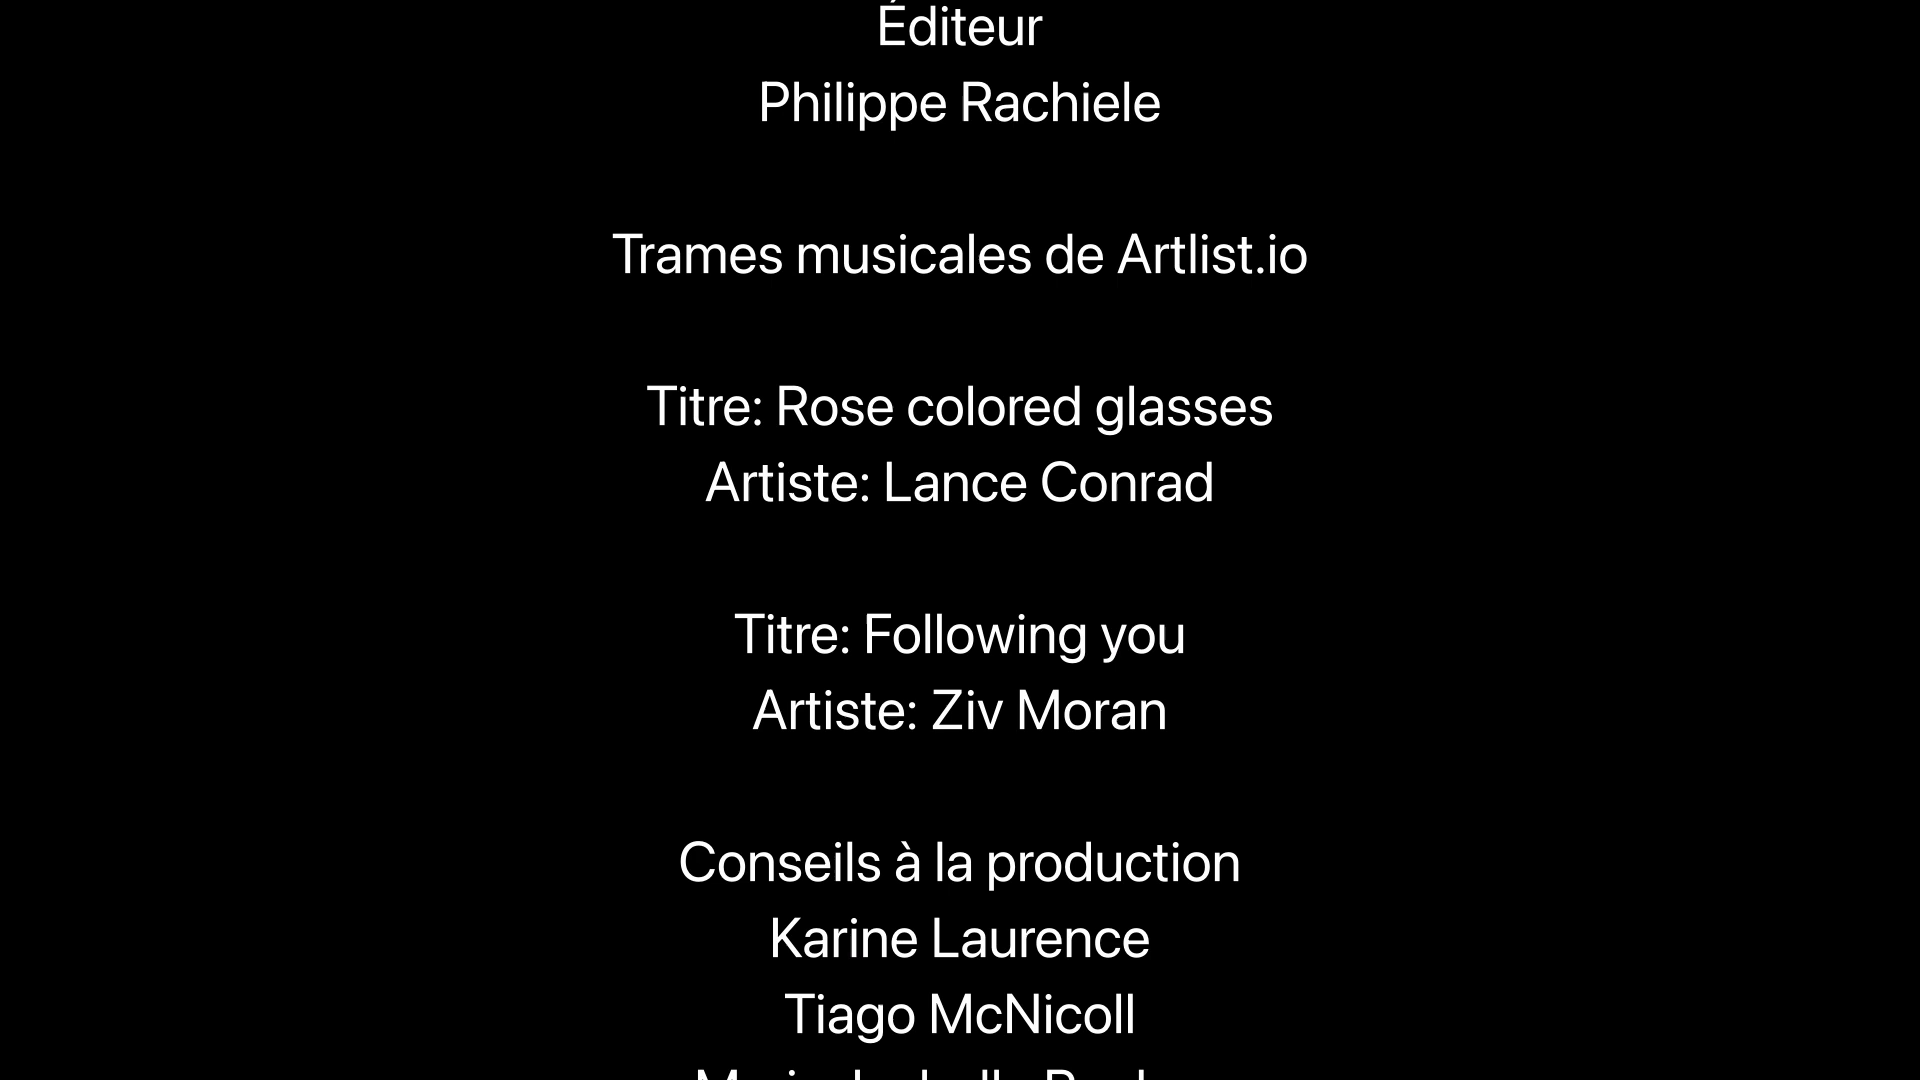 Éditeur
Philippe Rachiele
Trames musicales de Artlist.io
Titre: Rose colored glasses
Artiste: Lance Conrad
Titre: Following you
Artiste: Ziv Moran
Conseils à la production
Karine Laurence
Tiago McNicoll